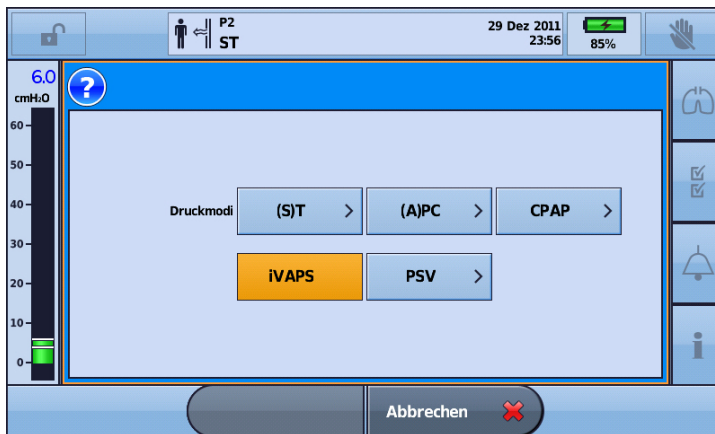 P2
ST
29 Dez 2011
23:56
85%
6.0
cmH₂O
60
50
40
30
20
10
0
?
Druckmodi
(S)T >
(A)PC >
CPAP >
iVAPS
PSV >
Abbrechen
i